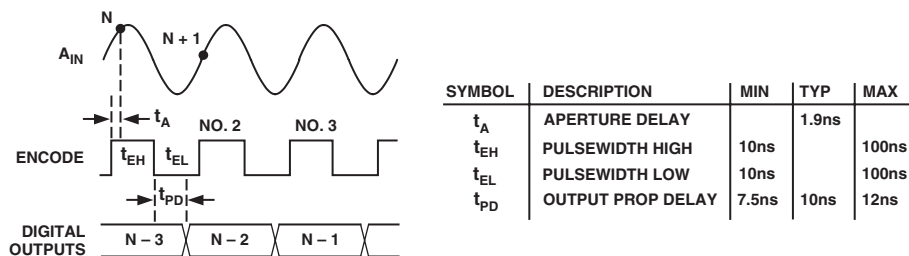 N
N + 1
A_IN
t_A
NO. 2
NO. 3
ENCODE
t_EH
t_EL
t_PD
DIGITAL
OUTPUTS
N – 3
N – 2
N – 1
SYMBOL DESCRIPTION MIN TYP MAX
t_A APERTURE DELAY 1.9ns
t_EH PULSEWIDTH HIGH 10ns 100ns
t_EL PULSEWIDTH LOW 10ns 100ns
t_PD OUTPUT PROP DELAY 7.5ns 10ns 12ns